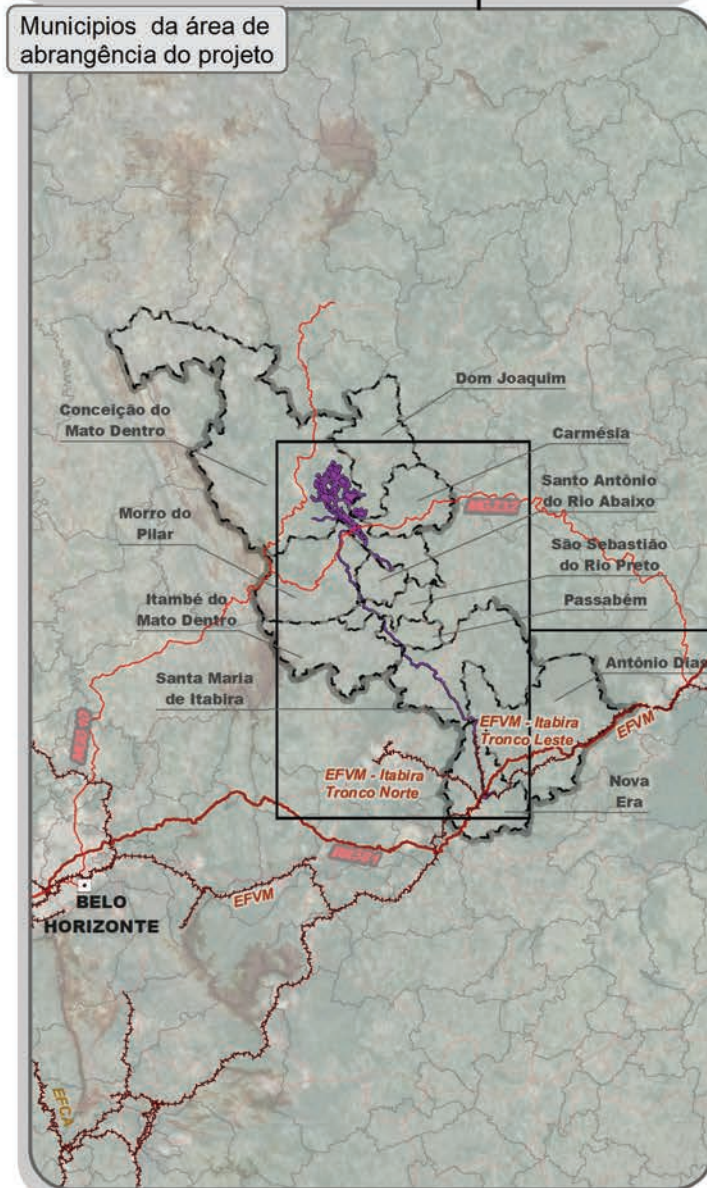 Municipios da área de
abrangência do projeto
Dom Joaquim
Conceição do
Mato Dentro
Carmésia
Santo Antônio
do Rio Abaixo
MG232
Morro do
Pilar
São Sebastião
do Rio Preto
Itambé do
Mato Dentro
Passabém
Santa Maria
de Itabira
Antônio Dias
EFVM - Itabira
Tronco Leste
EFVM
EFVM - Itabira
Tronco Norte
Nova
Era
EFVM
BELO
HORIZONTE
EFCA